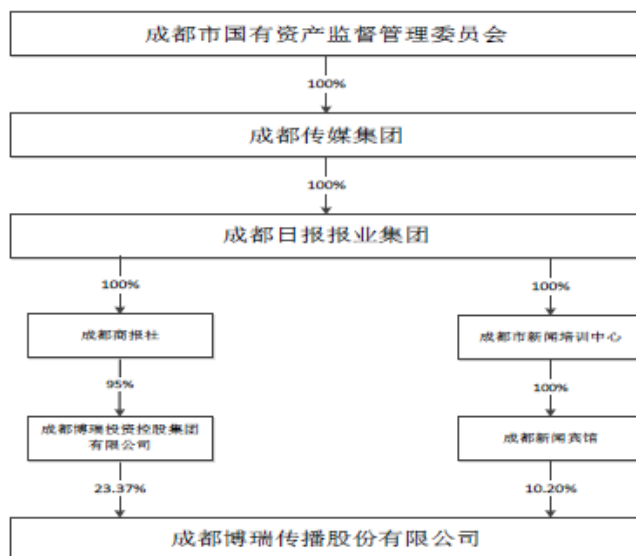 成都市国有资产监督管理委员会
100%
成都传媒集团
100%
成都日报报业集团
100%
100%
成都商报社
成都市新闻培训中心
95%
100%
成都博瑞投资控股集团
有限公司
成都新闻宾馆
23.37%
10.20%
成都博瑞传播股份有限公司